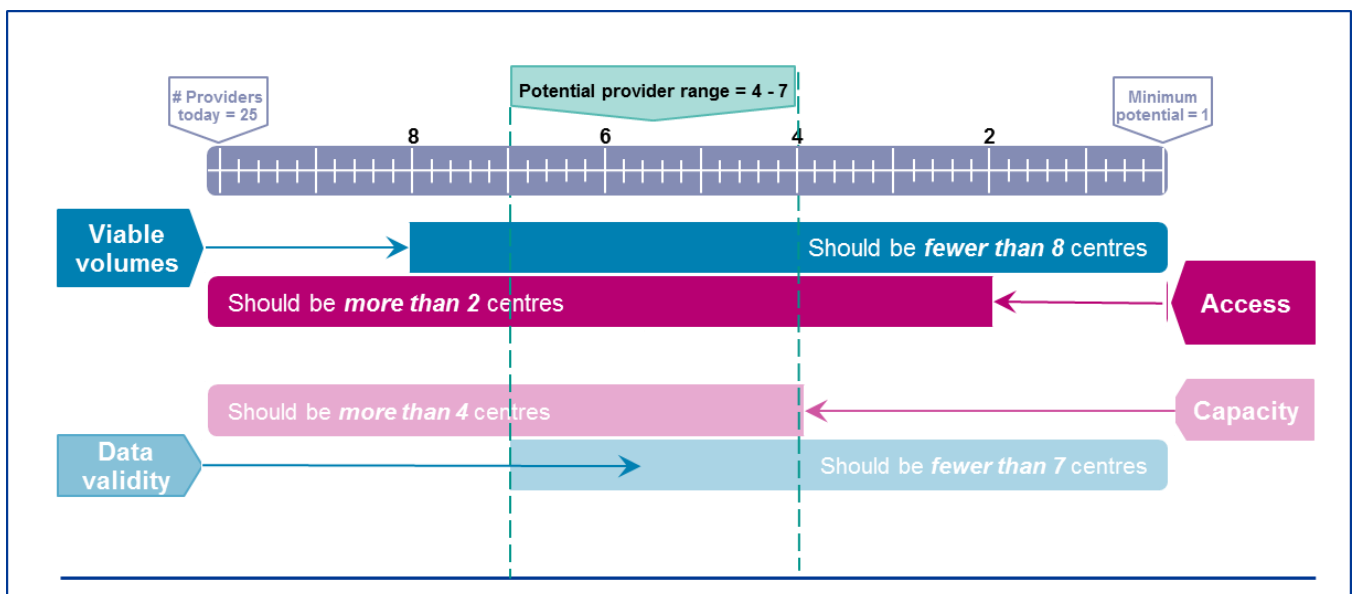 # Providers
today = 25
Potential provider range = 4 - 7
Minimum
potential = 1
8
6
4
2
Viable
volumes
Should be fewer than 8 centres
Should be more than 2 centres
Access
Should be more than 4 centres
Capacity
Data
validity
Should be fewer than 7 centres